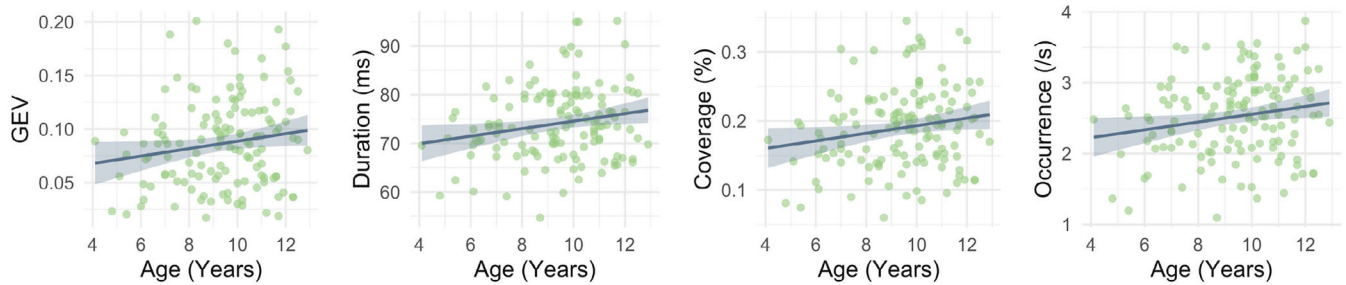 GEV
0.20
0.15
0.10
0.05
4 6 8 10 12
Age (Years)
Duration (ms)
90
80
70
60
4 6 8 10 12
Age (Years)
Coverage (%)
0.3
0.2
0.1
4 6 8 10 12
Age (Years)
Occurrence (/s)
4
3
2
1
4 6 8 10 12
Age (Years)